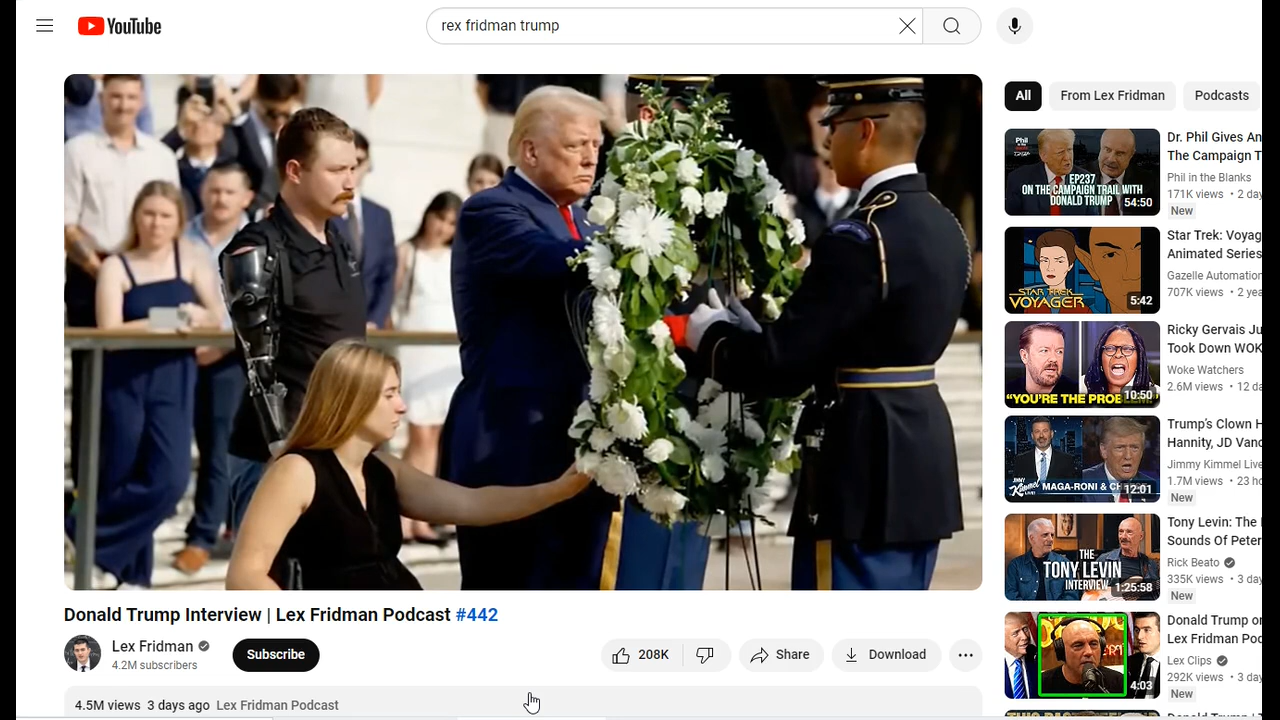 YouTube
rex fridman trump
All
From Lex Fridman
Podcasts
Phil
EP237
ON THE CAMPAIGN TRAIL WITH
DONALD TRUMP
54:50
Dr. Phil Gives An
The Campaign T
Phil in the Blanks
171K views • 2 day
New
STAR TREK:
VOYAGER
5:42
Star Trek: Voyag
Animated Series
Gazelle Automation
707K views • 2 yea
"YOU'RE THE PROBLEM"
10:50
Ricky Gervais Ju
Took Down WOK
Woke Watchers
2.6M views • 12 d
JIMMY
Kimmel
LIVE!
MAGA-RONI & CH
12:01
Trump's Clown H
Hannity, JD Vanc
Jimmy Kimmel Live
1.7M views • 23 ho
New
THE
TONY LEVIN
INTERVIEW
1:25:58
Tony Levin: The
Sounds Of Peter
Rick Beato
335K views • 3 day
New
4:03
Donald Trump on
Lex Fridman Pod
Lex Clips
292K views • 3 day
New
Donald Trump Interview | Lex Fridman Podcast #442
Lex Fridman
4.2M subscribers
Subscribe
208K
Share
Download
4.5M views 3 days ago Lex Fridman Podcast